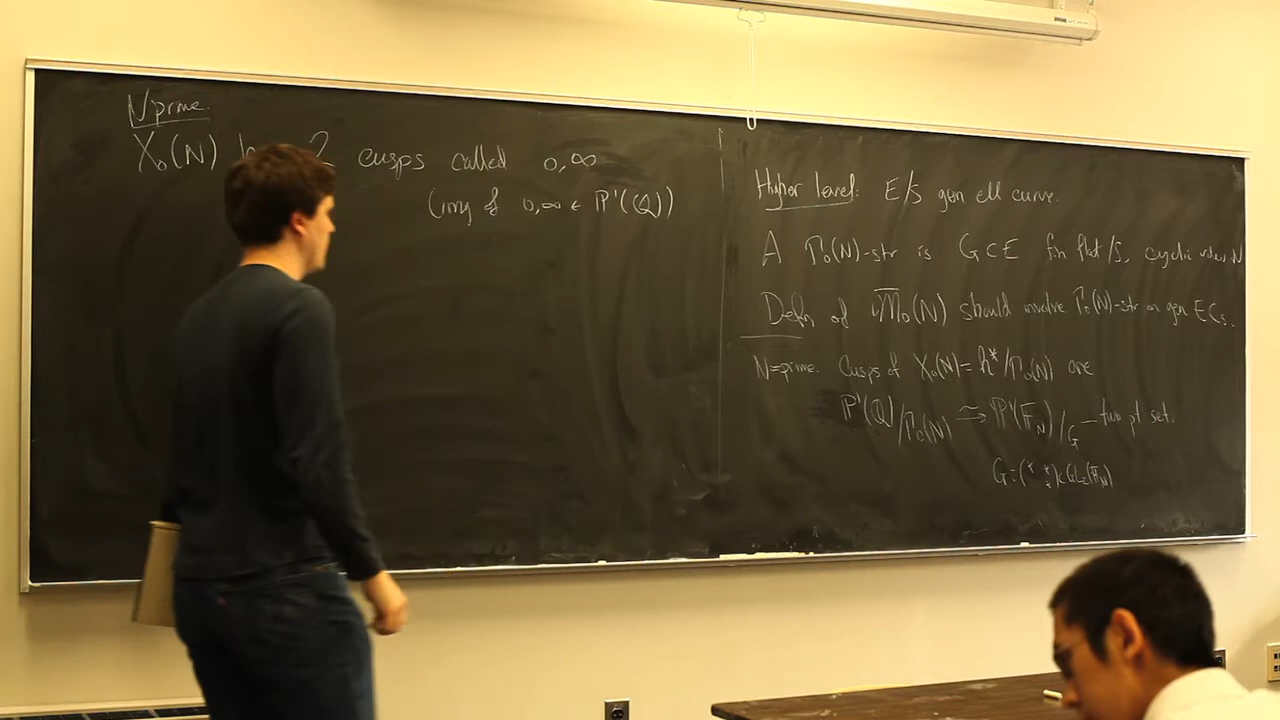 N prime.
X₀(N) 2 cusps called 0,∞
(img of 0,∞ ∈ P¹(Q))
Higher level: E/S gen ell curve.
A Γ₀(N)-str is G⊂E fin flat/S, cyclic order N
Defn of M̄₀(N) should involve Γ₀(N)-str on gen ECs.
N=prime. Cusps of X₀(N)=h*/Γ₀(N) are
P¹(Q)/Γ₀(N) ≅ P¹(F_N)/G – two pt set.
G=(* * *)⊂GL₂(F_N)